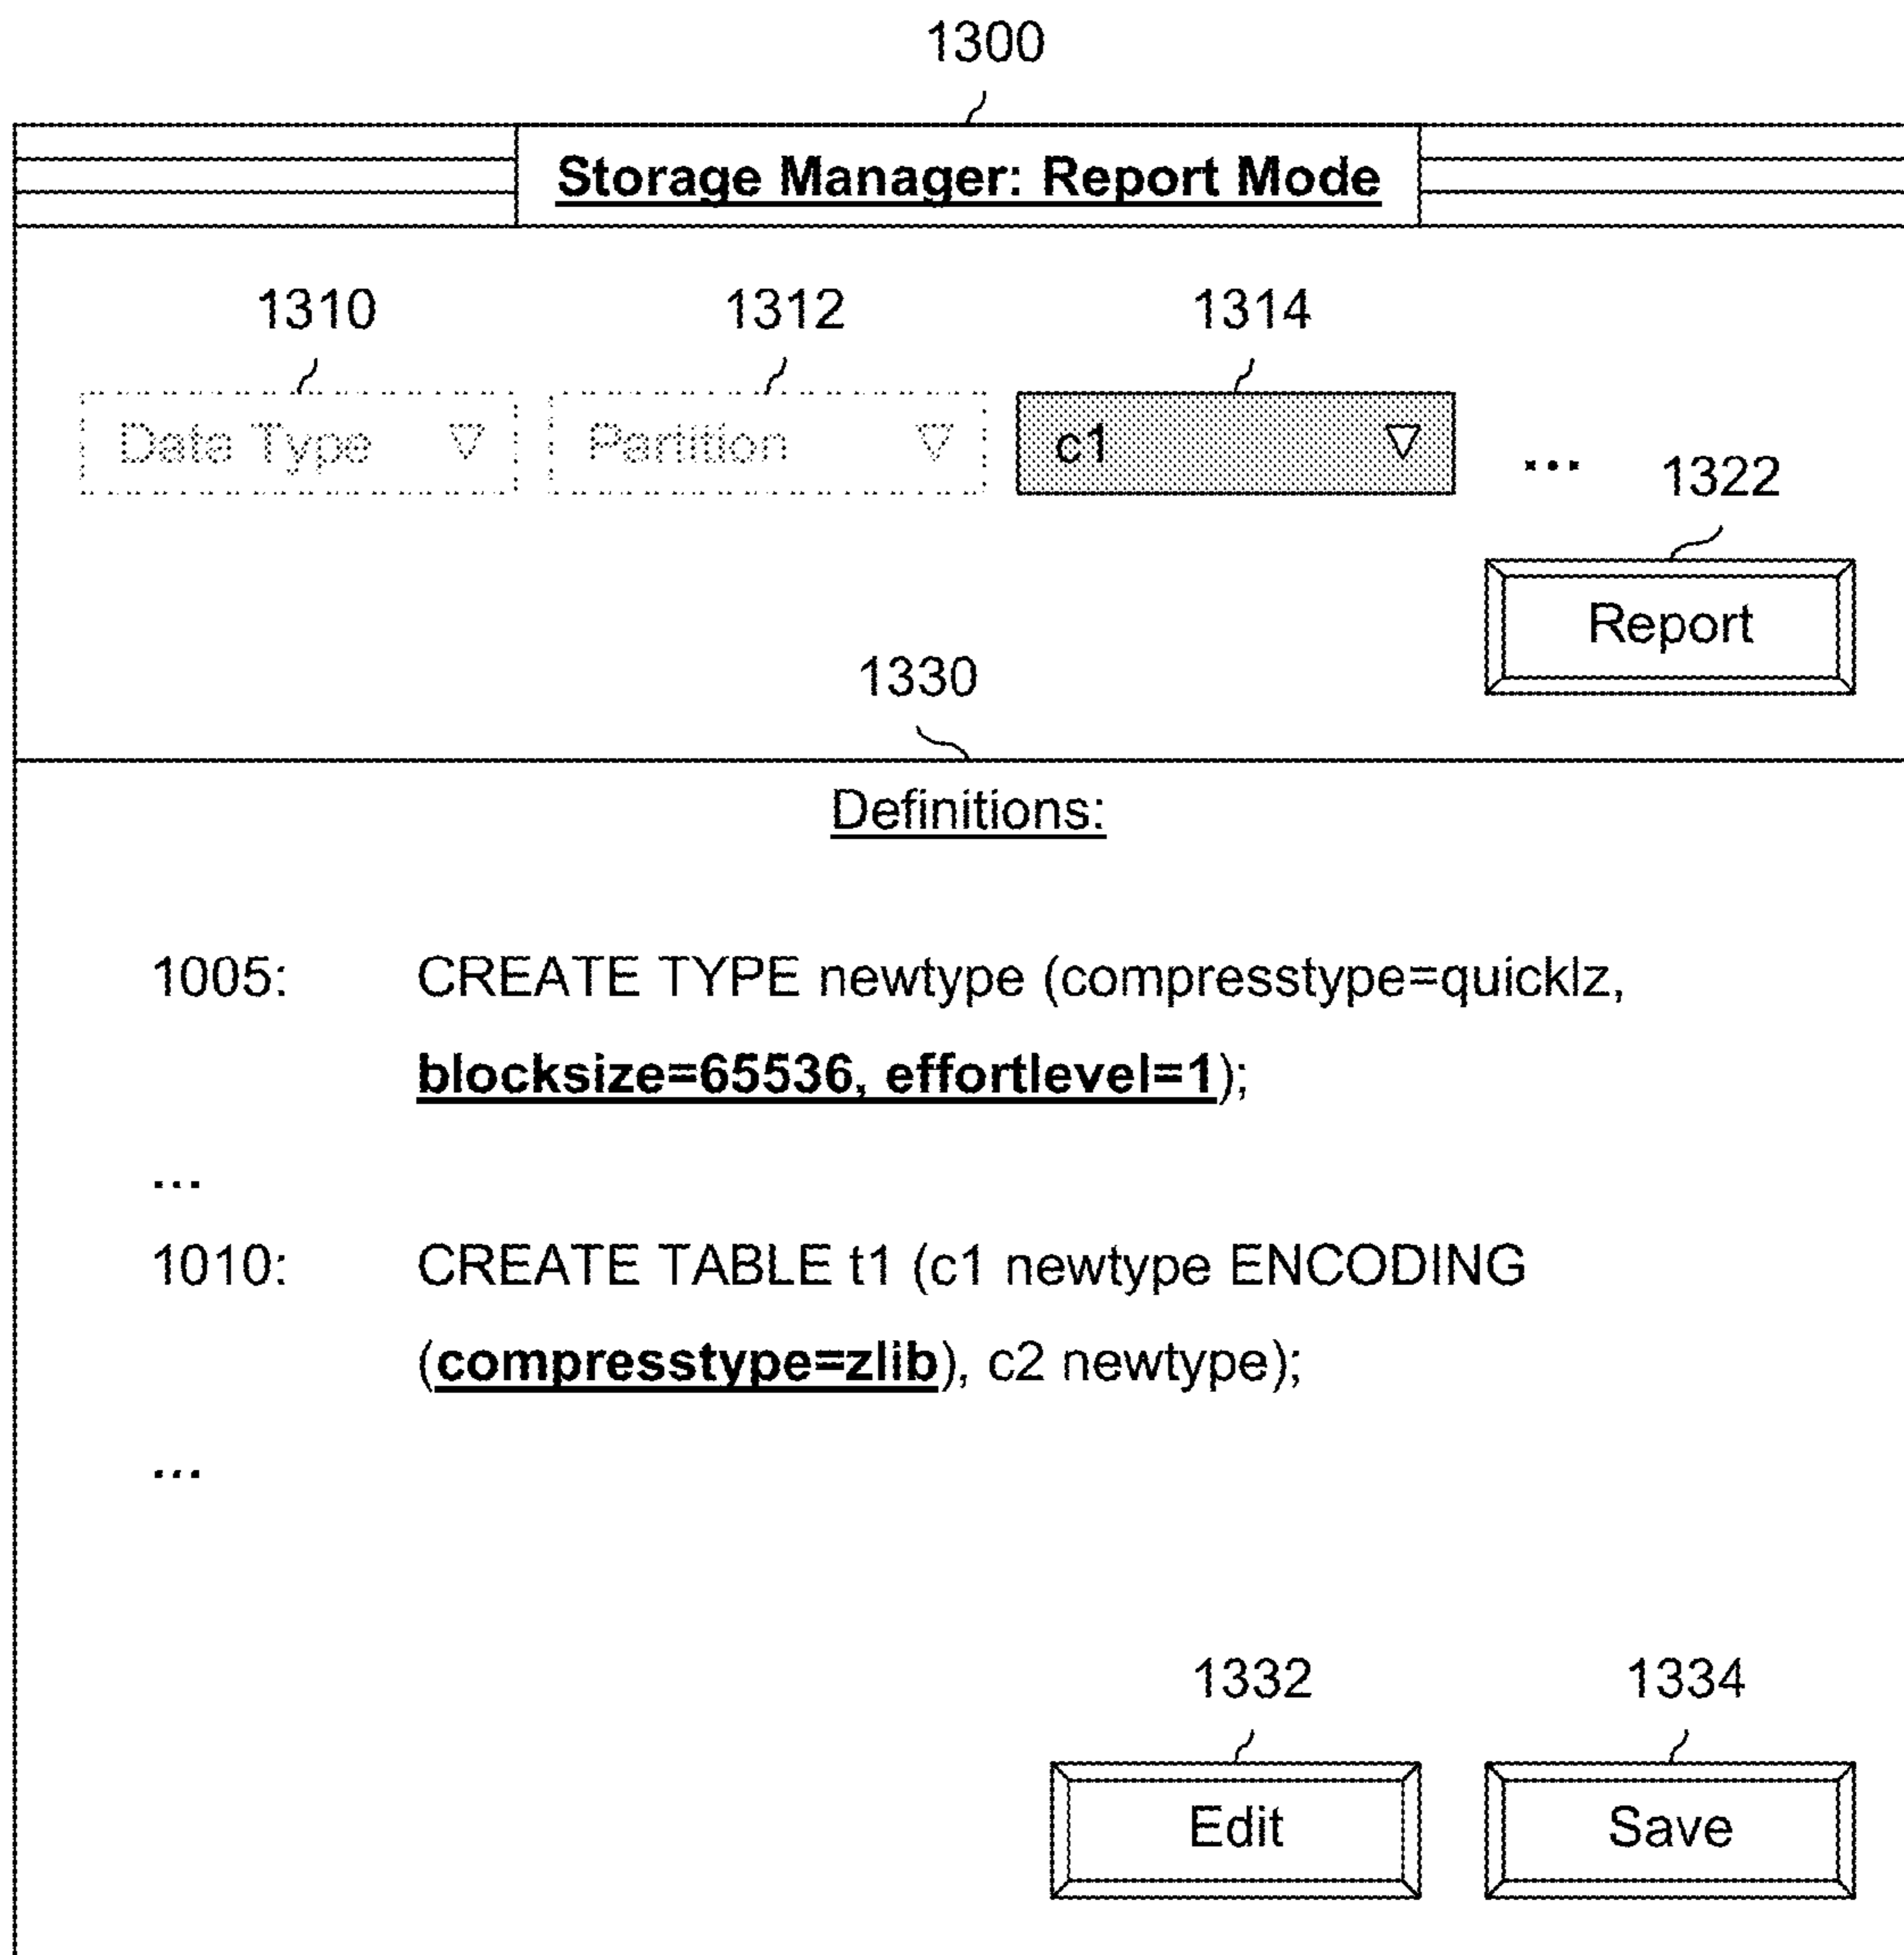 1300
Storage Manager: Report Mode
1310 1312 1314
Data Type Partition c1 ...
1322
Report
1330
Definitions:
1005: CREATE TYPE newtype (compresstype=quicklz,
blocksize=65536, effortlevel=1);
...
1010: CREATE TABLE t1 (c1 newtype ENCODING
(compresstype=zlib), c2 newtype);
...
1332 1334
Edit Save